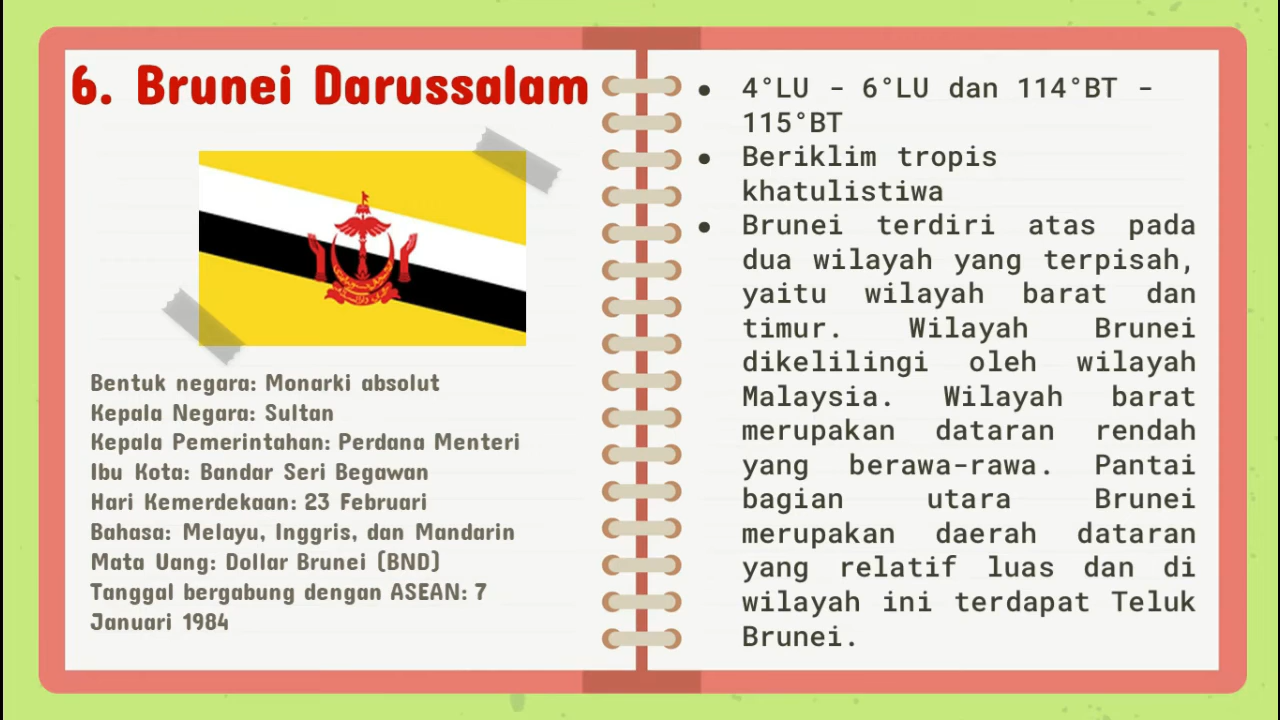 6. Brunei Darussalam
Bentuk negara: Monarki absolut
Kepala Negara: Sultan
Kepala Pemerintahan: Perdana Menteri
Ibu Kota: Bandar Seri Begawan
Hari Kemerdekaan: 23 Februari
Bahasa: Melayu, Inggris, dan Mandarin
Mata Uang: Dollar Brunei (BND)
Tanggal bergabung dengan ASEAN: 7
Januari 1984
• 4°LU - 6°LU dan 114°BT -
115°BT
• Beriklim tropis
khatulistiwa
• Brunei terdiri atas pada
dua wilayah yang terpisah,
yaitu wilayah barat dan
timur. Wilayah Brunei
dikelilingi oleh wilayah
Malaysia. Wilayah barat
merupakan dataran rendah
yang berawa-rawa. Pantai
bagian utara Brunei
merupakan daerah dataran
yang relatif luas dan di
wilayah ini terdapat Teluk
Brunei.